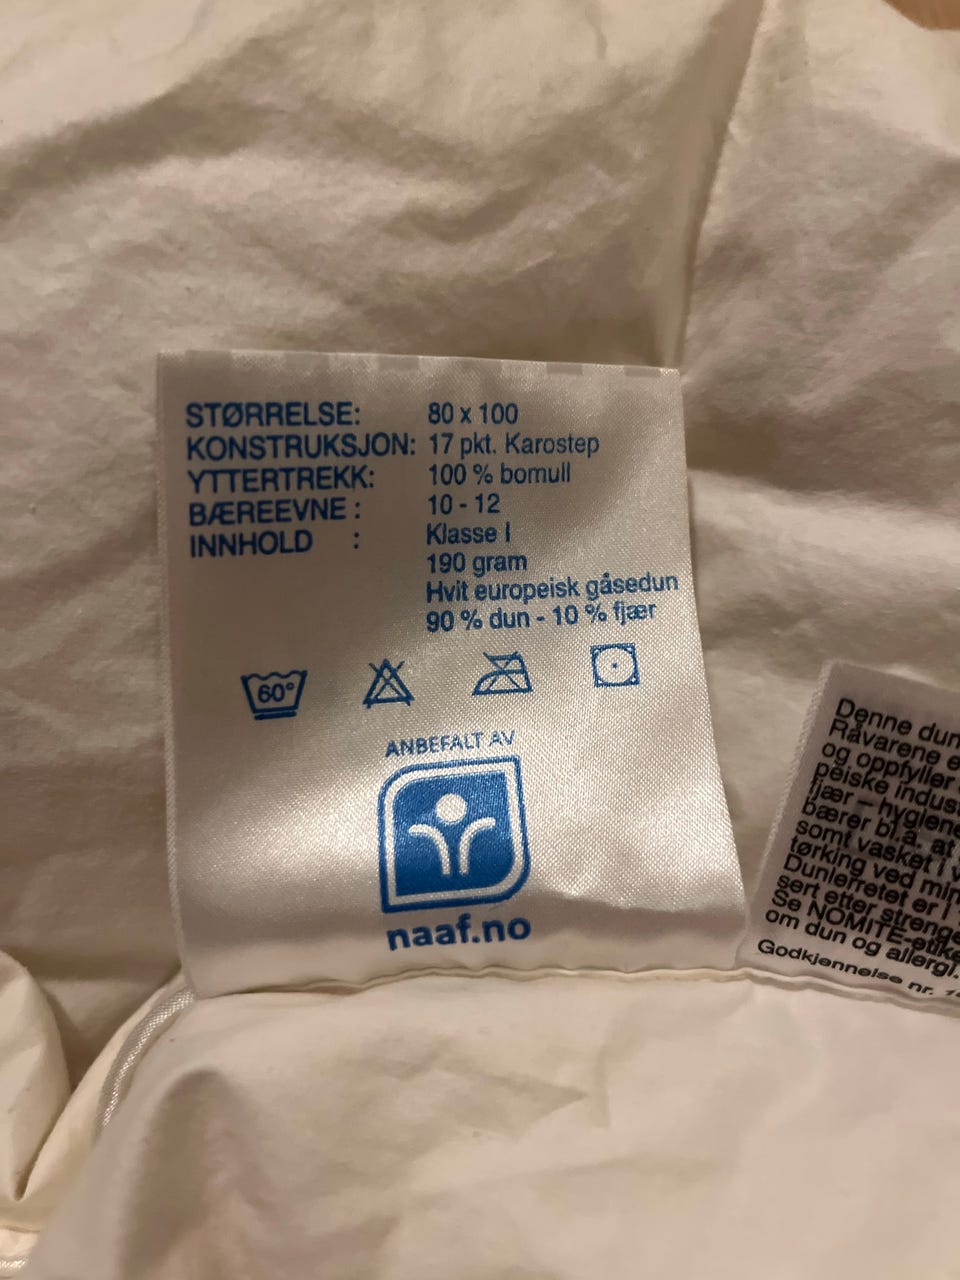 STØRRELSE: 80 x 100
KONSTRUKSJON: 17 pkt. Karostep
YTTERTREKK: 100 % bomull
BÆREEVNE : 10 - 12
INNHOLD : Klasse I
190 gram
Hvit europeisk gåsedun
90 % dun - 10 % fjær
60°
ANBEFALT AV
naaf.no
Denne dun
Råvarene e
og oppfyller
peiske indus
fjær – hygiene
bærer bl.a. at
somt vasket i v
tørking ved min
Dunlerretet er i
sert etter strenge
Se NOMITE-etike
om dun og allergi.
Godkjennelse nr.